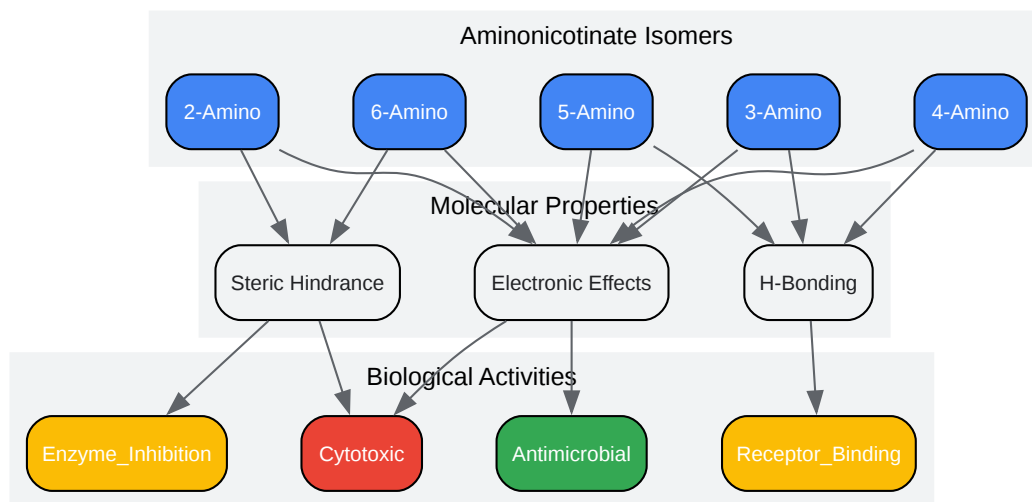 Aminonicotinate Isomers
2-Amino
6-Amino
5-Amino
3-Amino
4-Amino
Molecular Properties
Steric Hindrance
Electronic Effects
H-Bonding
Biological Activities
Enzyme_Inhibition
Cytotoxic
Antimicrobial
Receptor_Binding